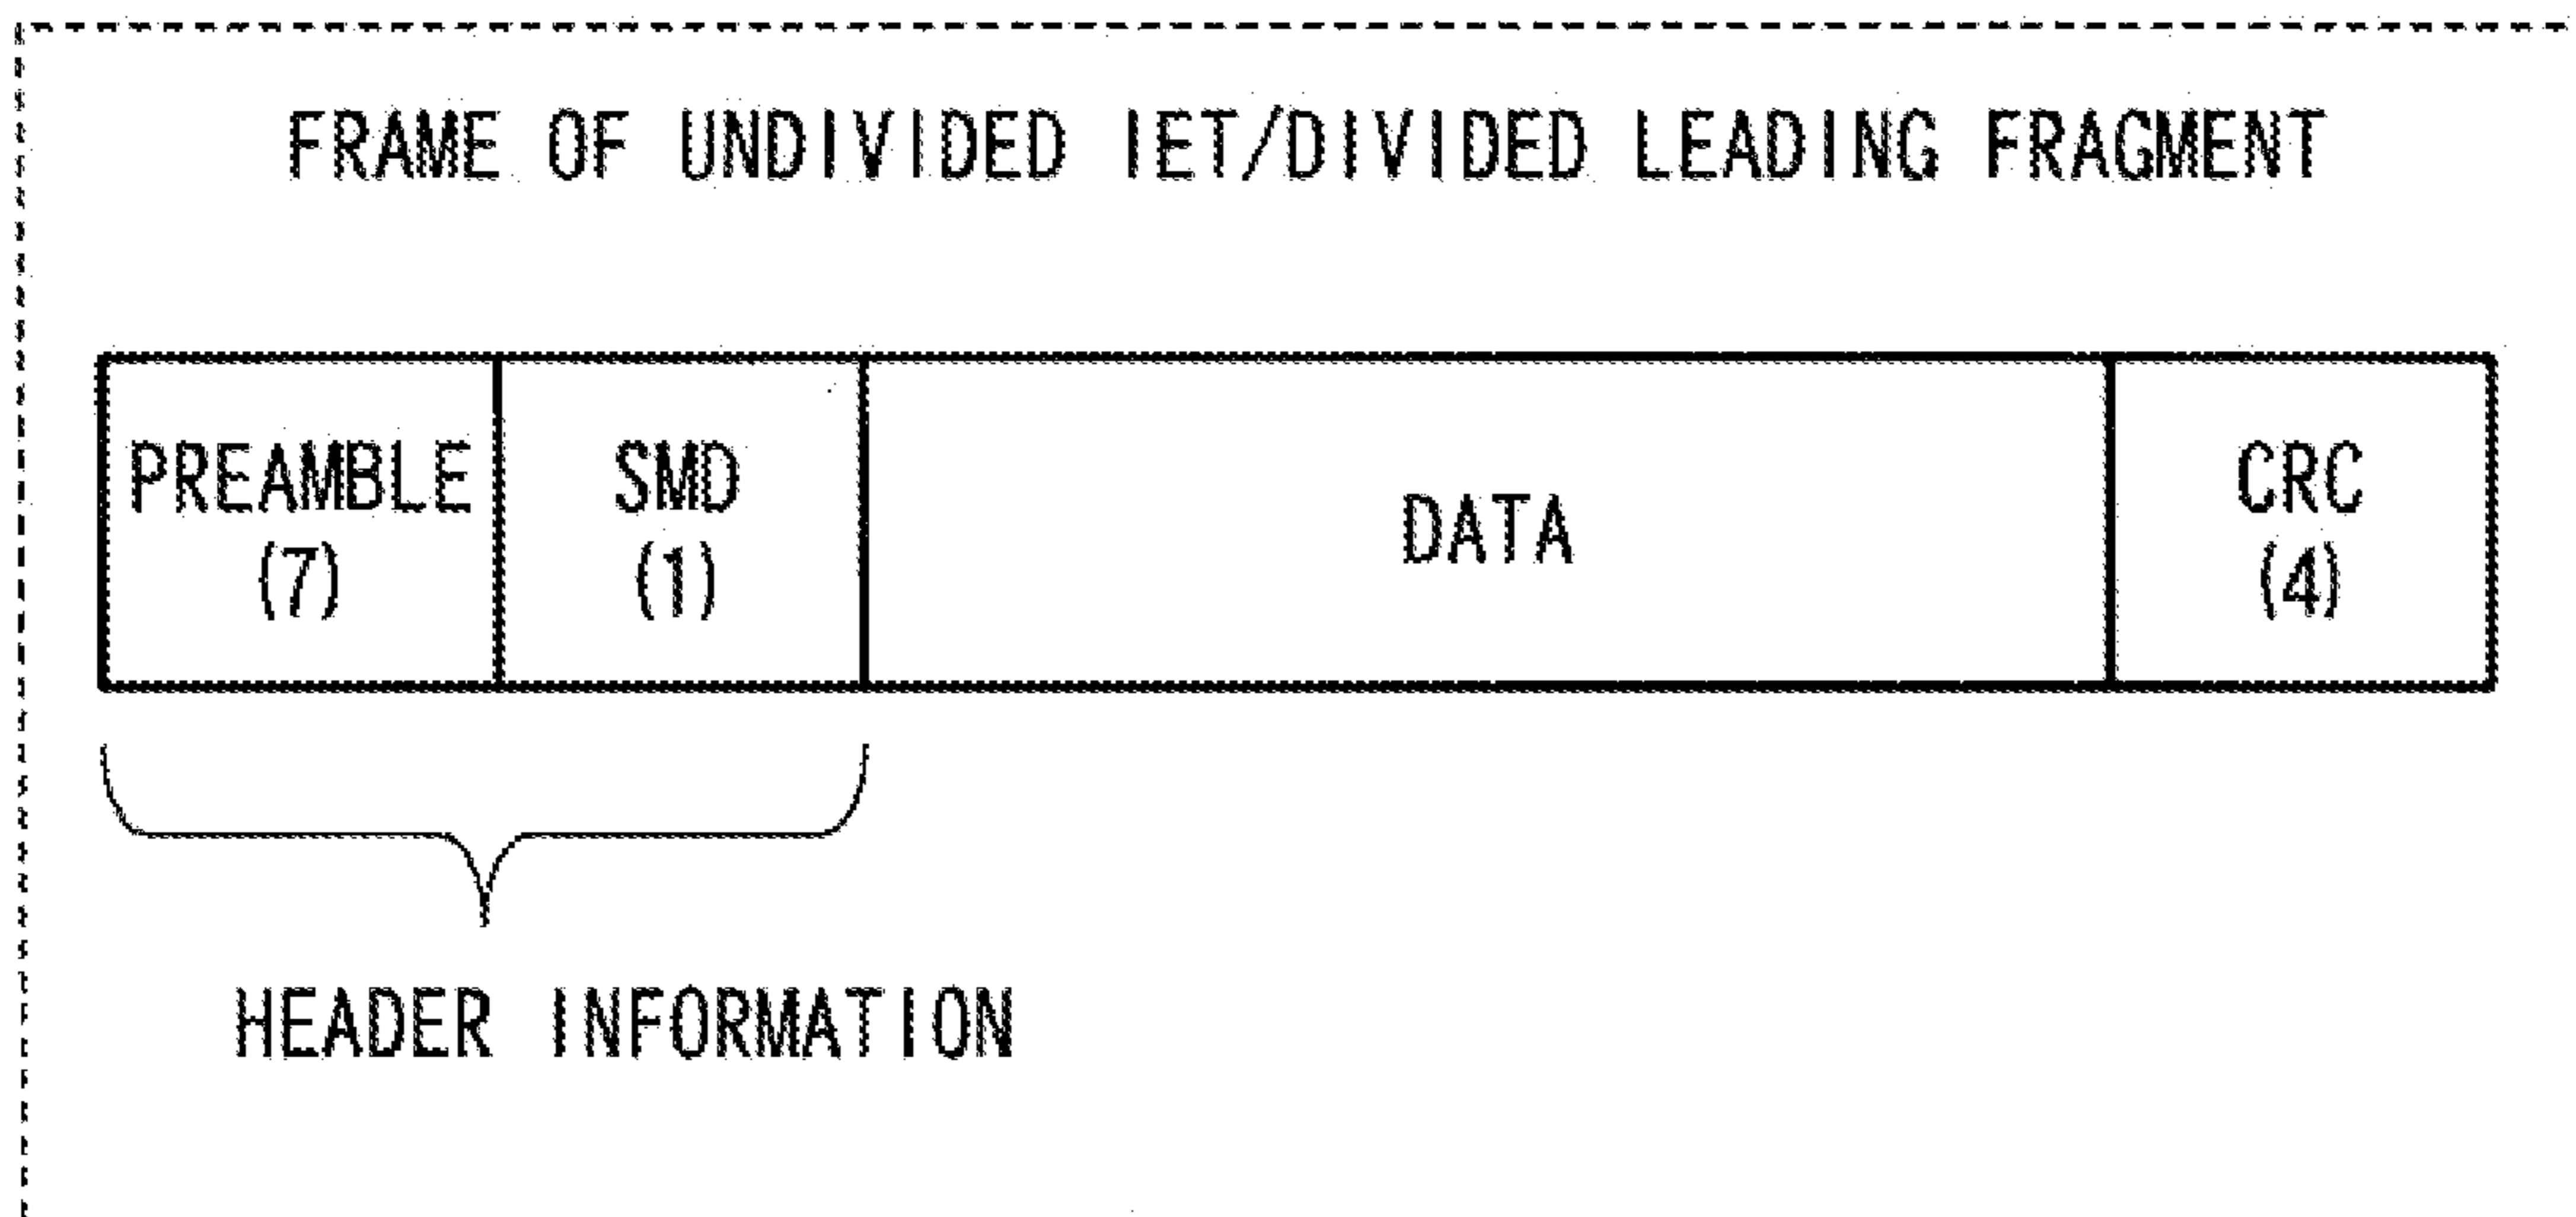 FRAME OF UNDIVIDED IET/DIVIDED LEADING FRAGMENT
PREAMBLE
(7)
SMD
(1)
DATA
CRC
(4)
HEADER INFORMATION